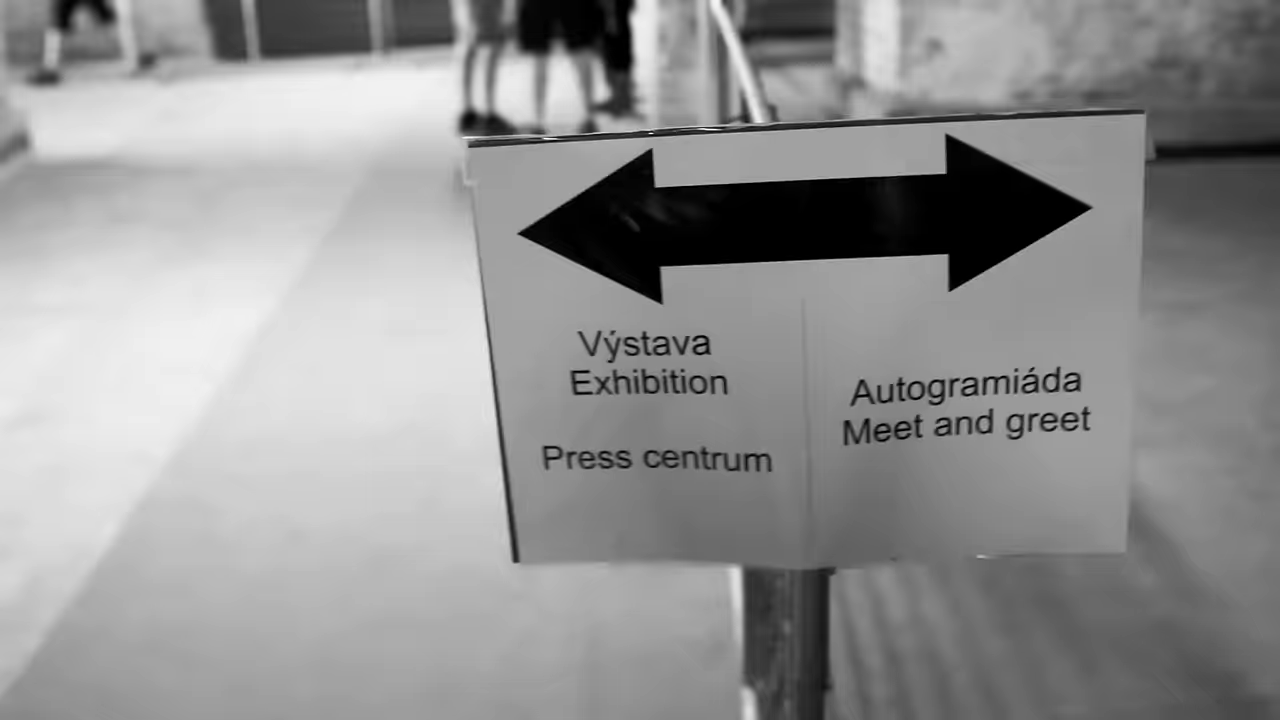 Výstava
Exhibition
Press centrum
Autogramiáda
Meet and greet